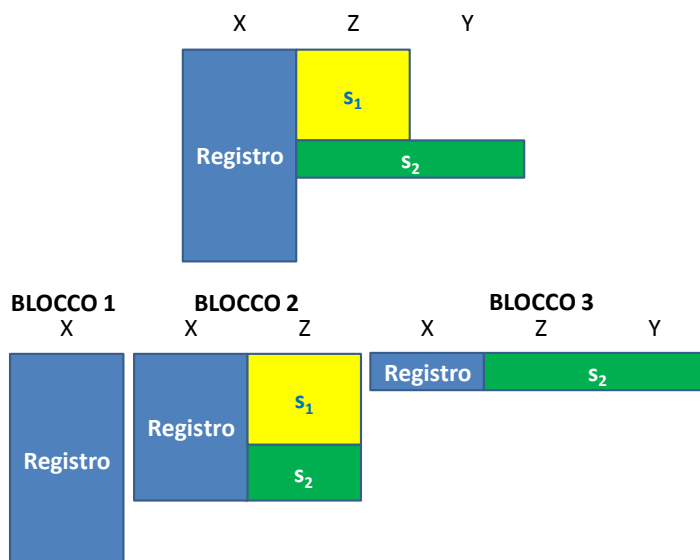 X Z Y
s₁
Registro
s₂
BLOCCO 1 BLOCCO 2 BLOCCO 3
X X Z X Z Y
Registro s₂
s₁
Registro
Registro
s₂